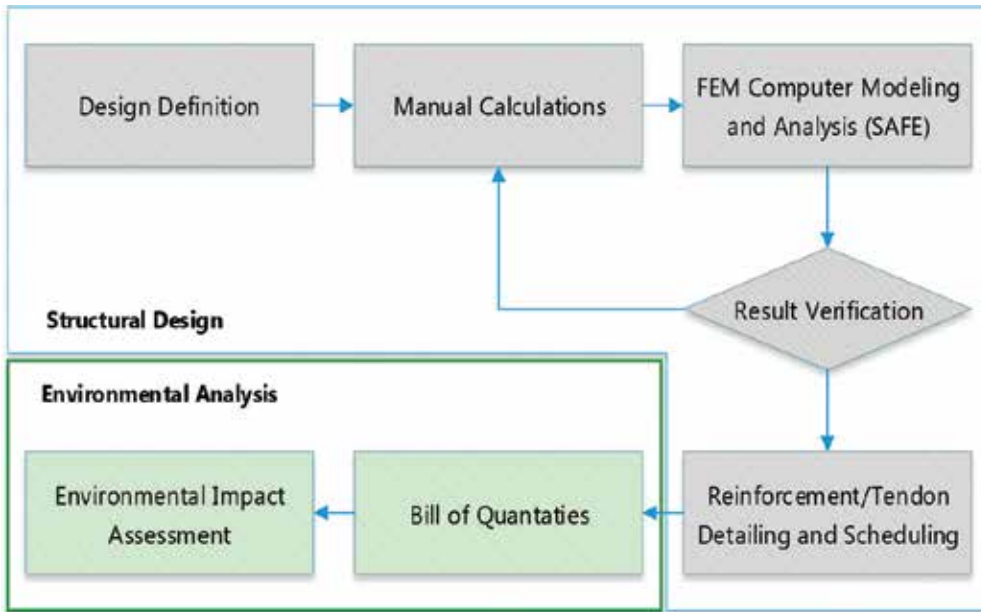 Design Definition
Manual Calculations
FEM Computer Modeling
and Analysis (SAFE)
Result Verification
Structural Design
Environmental Analysis
Environmental Impact
Assessment
Bill of Quantaties
Reinforcement/Tendon
Detailing and Scheduling